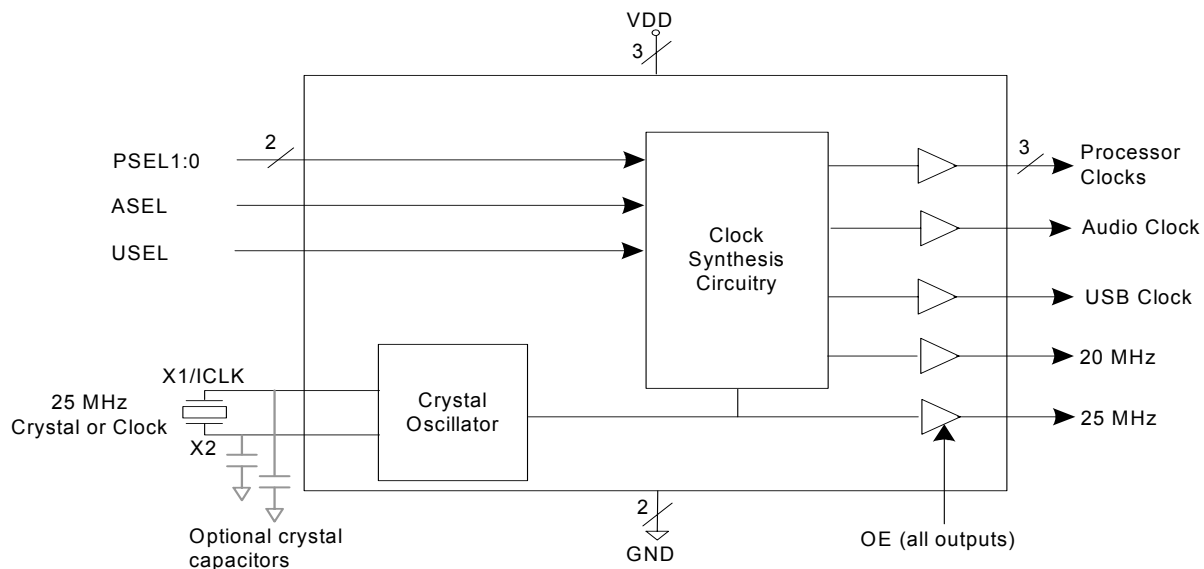 VDD
3
PSEL1:0
2
ASEL
USEL
Clock
Synthesis
Circuitry
3
Processor
Clocks
Audio Clock
USB Clock
20 MHz
25 MHz
X1/ICLK
25 MHz
Crystal or Clock
X2
Crystal
Oscillator
Optional crystal
capacitors
2
GND
OE (all outputs)